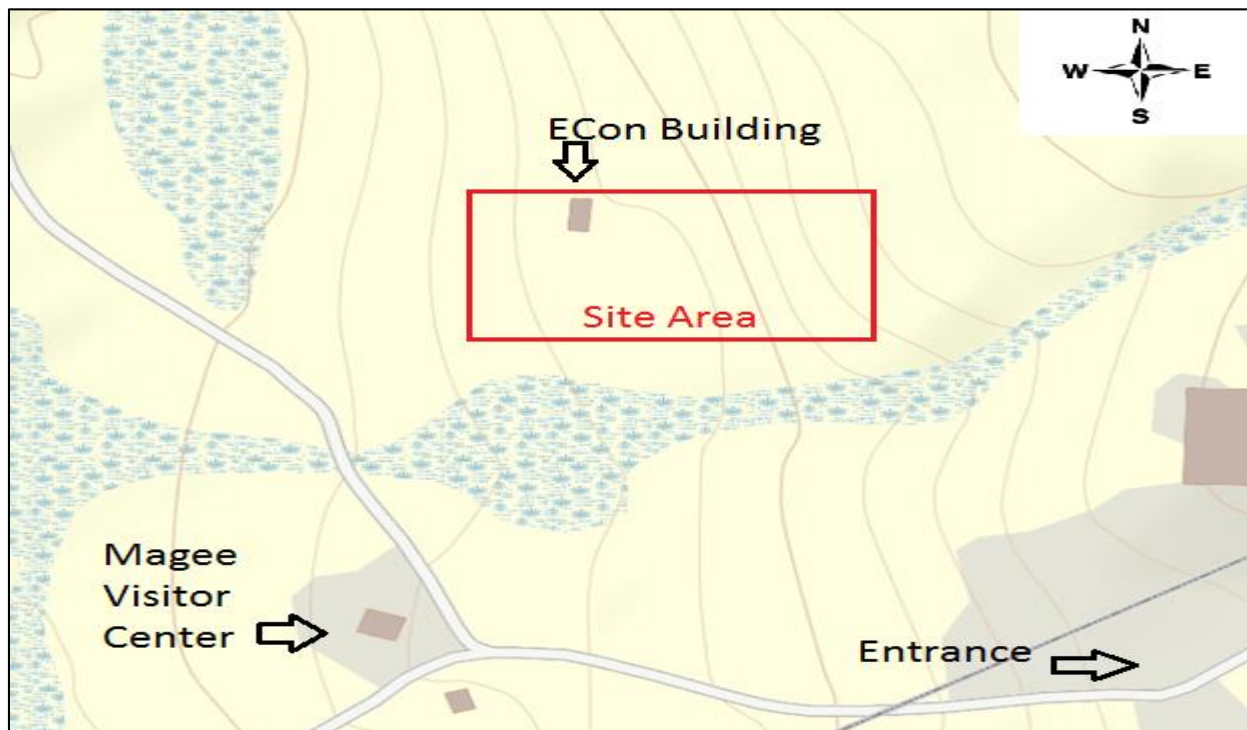 N
W E
S
ECon Building
Site Area
Magee
Visitor
Center
Entrance